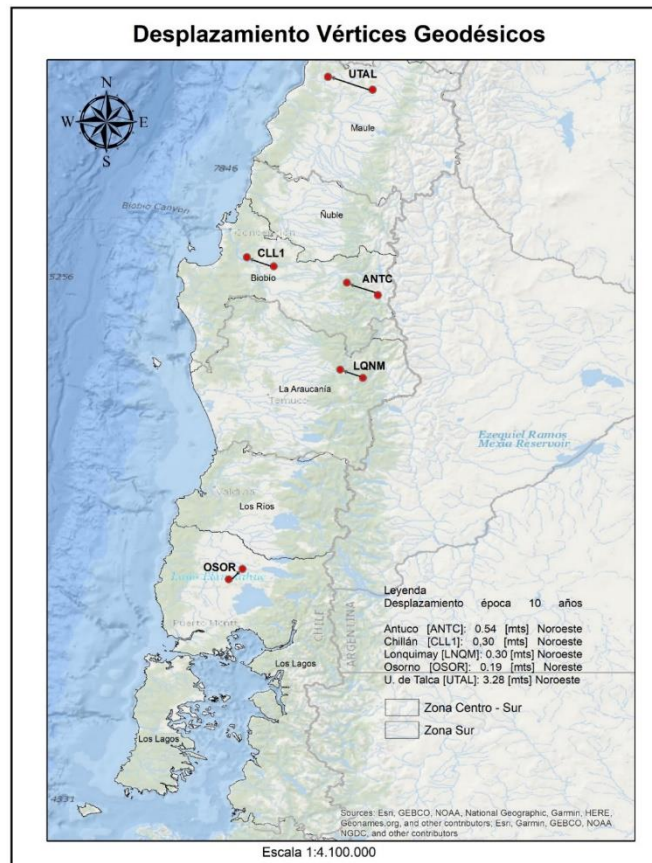 Desplazamiento Vértices Geodésicos
N
W E
S
UTAL
Maule
7846
Biobio Canyon
Ñuble
Concepción
CLL1
Biobío
5256
ANTC
LQNM
La Araucanía
Temuco
Ezequiel Ramos
Mexia Reservoir
Valdivia
Los Ríos
OSOR
Puerto Montt
CHILE
ARGENTINA
Los Lagos
Los Lagos
4331
Leyenda
Desplazamiento época 10 años
Antuco [ANTC]: 0.54 [mts] Noroeste
Chillán [CLL1]: 0,30 [mts] Noroeste
Lonquimay [LNQM]: 0.30 [mts] Noroeste
Osorno [OSOR]: 0.19 [mts] Noreste
U. de Talca [UTAL]: 3.28 [mts] Noroeste
Zona Centro - Sur
Zona Sur
Sources: Esri, GEBCO, NOAA, National Geographic, Garmin, HERE,
Geonames.org, and other contributors; Esri, Garmin, GEBCO, NOAA
NGDC, and other contributors
Escala 1:4.100.000